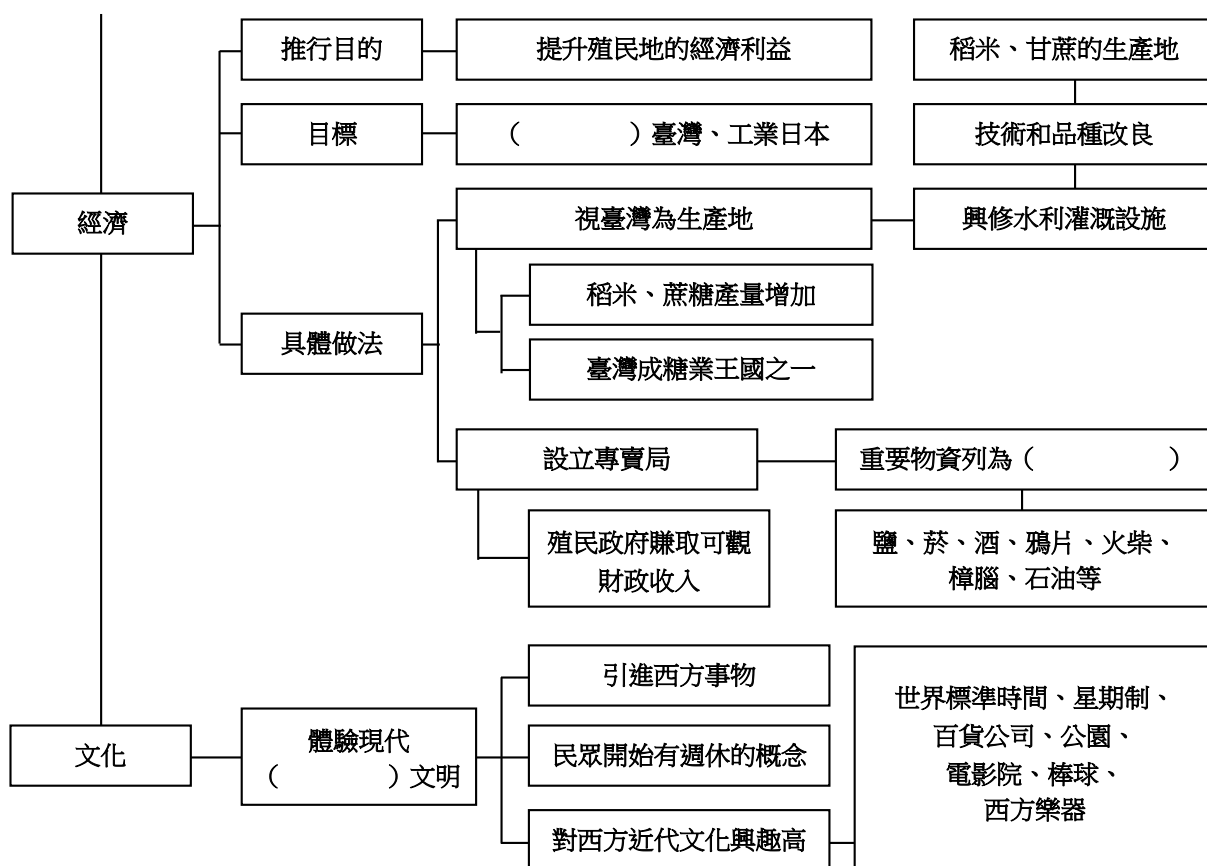 推行目的
提升殖民地的經濟利益
稻米、甘蔗的生產地
目標
（　　　　）臺灣、工業日本
技術和品種改良
經濟
視臺灣為生產地
興修水利灌溉設施
稻米、蔗糖產量增加
具體做法
臺灣成糖業王國之一
設立專賣局
重要物資列為（　　　　　）
殖民政府賺取可觀
財政收入
鹽、菸、酒、鴉片、火柴、
樟腦、石油等
引進西方事物
文化
體驗現代
（　　　　）文明
民眾開始有週休的概念
對西方近代文化興趣高
世界標準時間、星期制、
百貨公司、公園、
電影院、棒球、
西方樂器